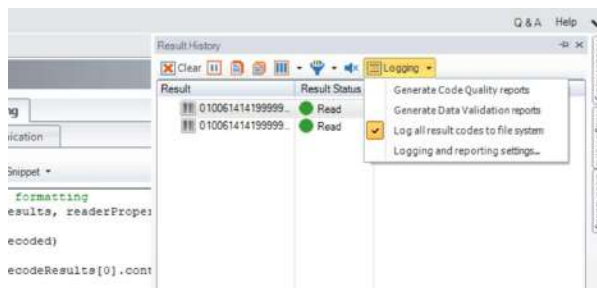 Q & A Help
Result History
Clear Logging
Result Result Status
010061414199999... Read
010061414199999... Read
Generate Code Quality reports
Generate Data Validation reports
Log all result codes to file system
Logging and reporting settings...
ng
ication
Snippet
formatting
esults, readerProper
ecoded)
ecodeResults[0].cont